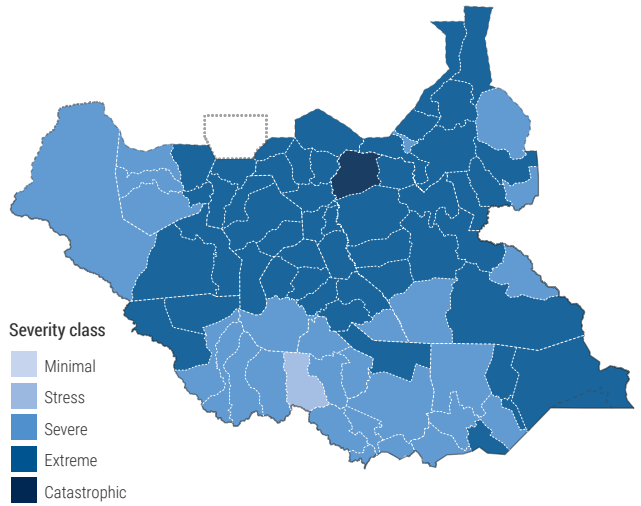 Severity class
Minimal
Stress
Severe
Extreme
Catastrophic